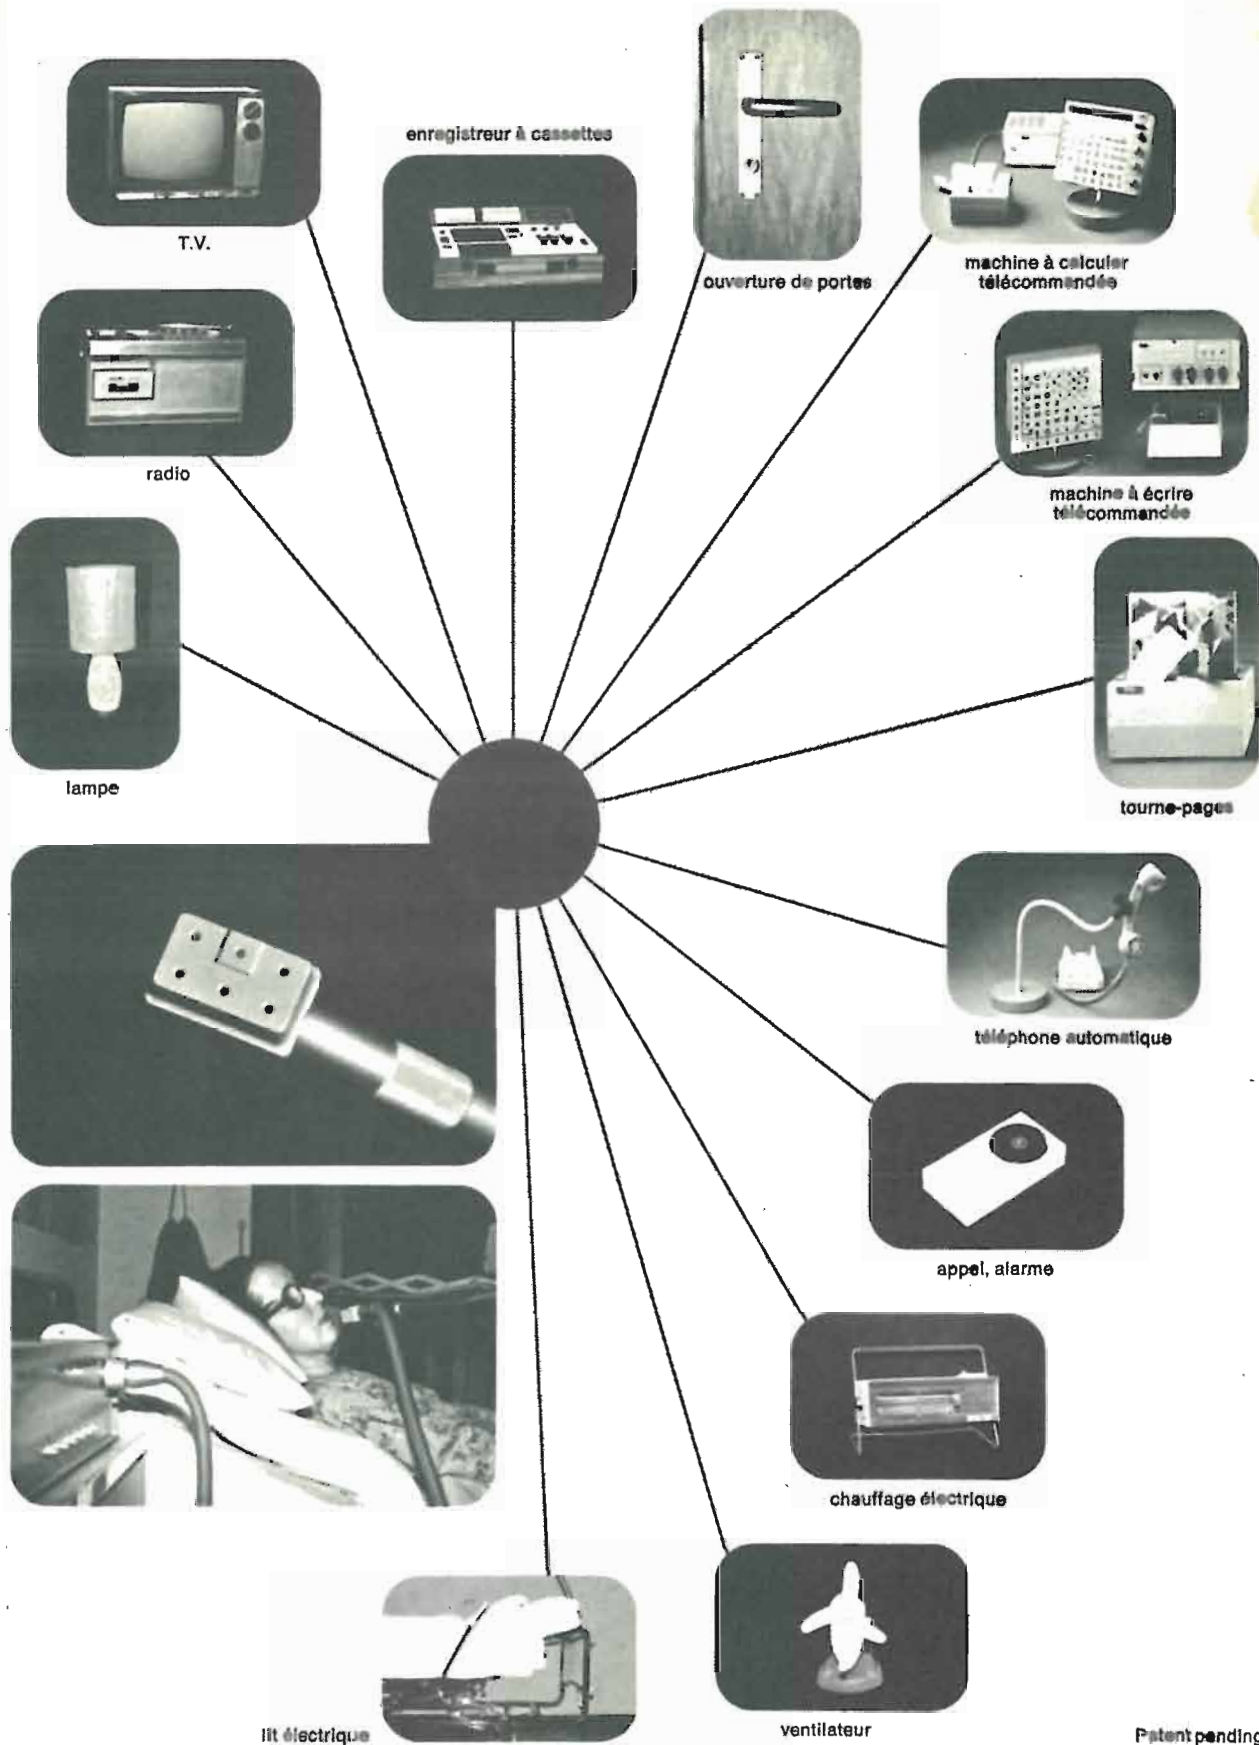 enregistreur à cassettes
T.V.
ouverture de portes
machine à calculer
télécommandée
radio
machine à écrire
télécommandée
lampe
tourne-pages
téléphone automatique
appel, alarme
chauffage électrique
ventilateur
lit électrique
Patent pending